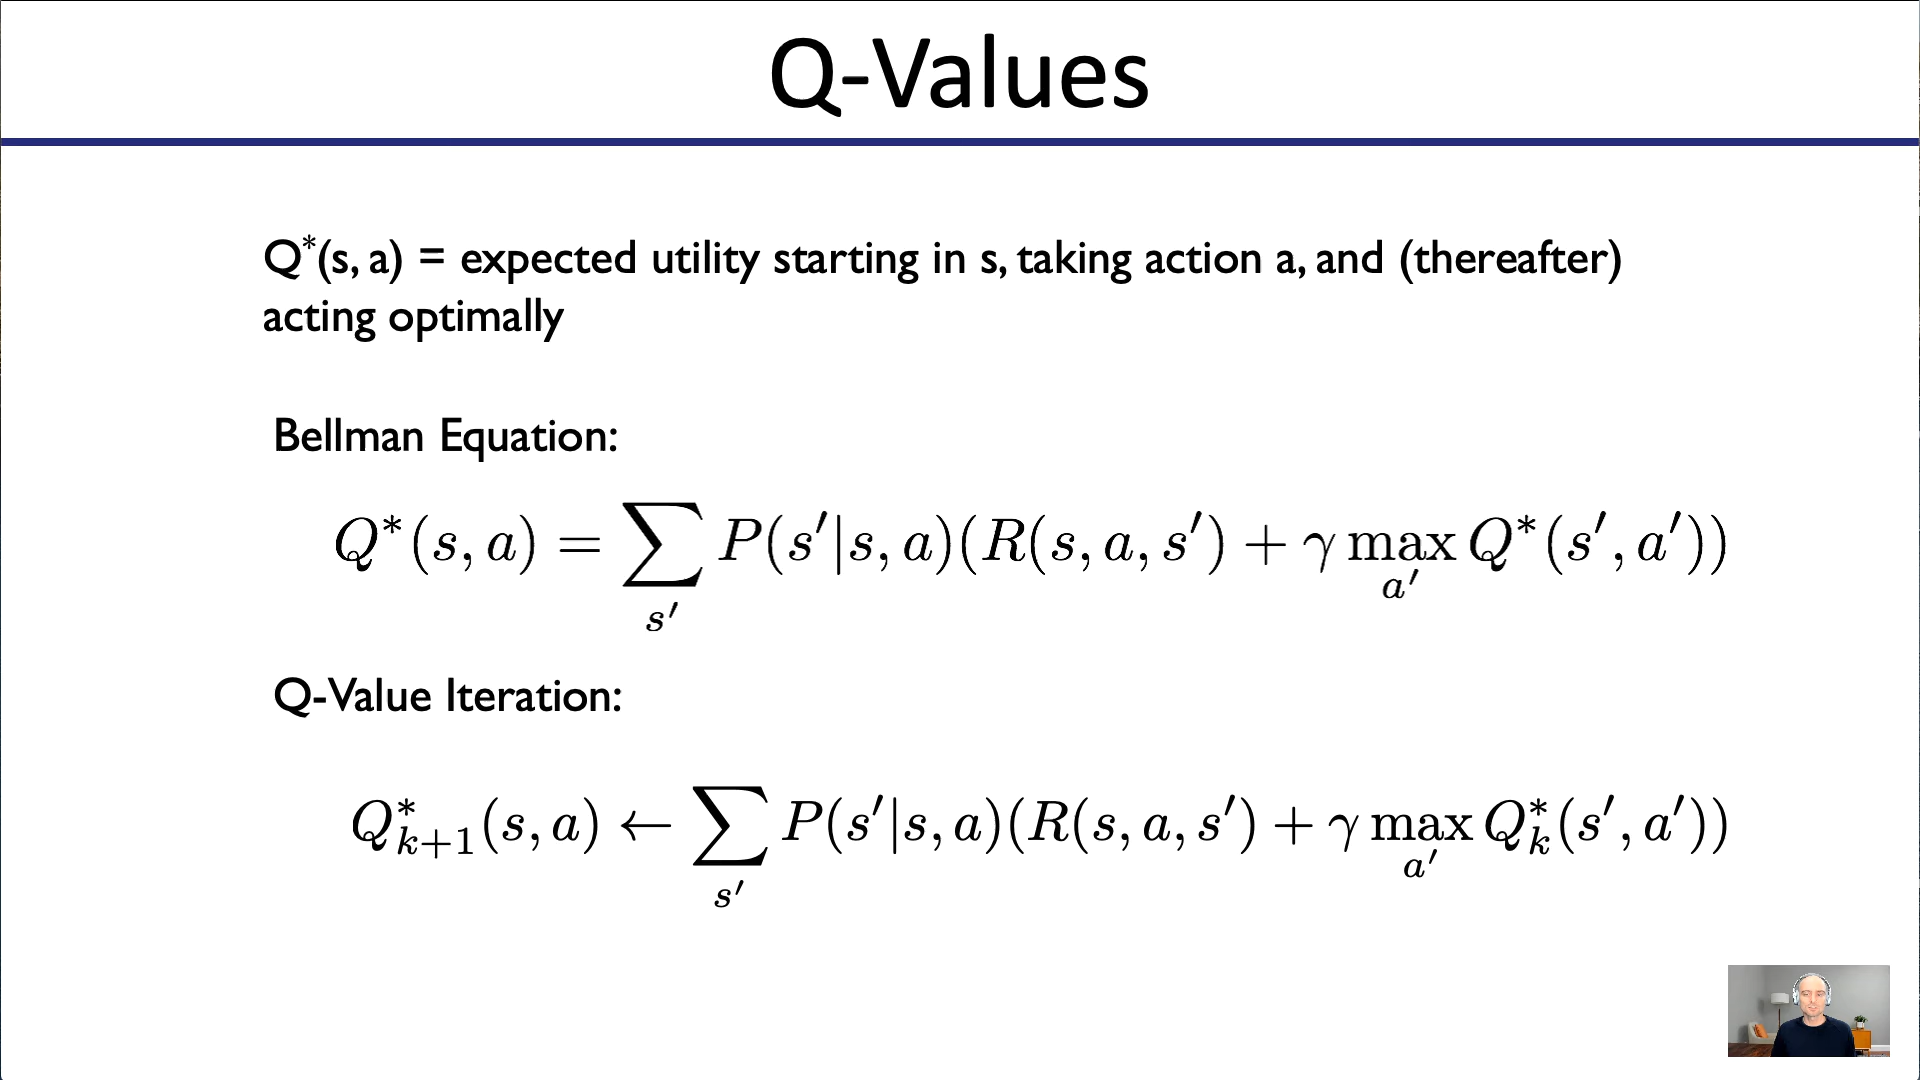 Q-Values
Q*(s, a) = expected utility starting in s, taking action a, and (thereafter)
acting optimally
Bellman Equation:
Q*(s, a) = ∑_{s′} P(s′|s, a)(R(s, a, s′) + γ max_{a′} Q*(s′, a′))
Q-Value Iteration:
Q*_{k+1}(s, a) ← ∑_{s′} P(s′|s, a)(R(s, a, s′) + γ max_{a′} Q*_k(s′, a′))